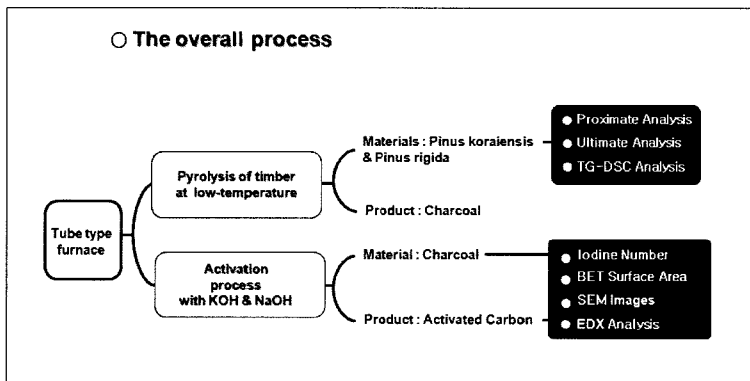 ○ The overall process
Tube type
furnace
Pyrolysis of timber
at low-temperature
Materials : Pinus koraiensis
& Pinus rigida
Product : Charcoal
● Proximate Analysis
● Ultimate Analysis
● TG-DSC Analysis
Activation
process
with KOH & NaOH
Material : Charcoal
Product : Activated Carbon
● Iodine Number
● BET Surface Area
● SEM Images
● EDX Analysis